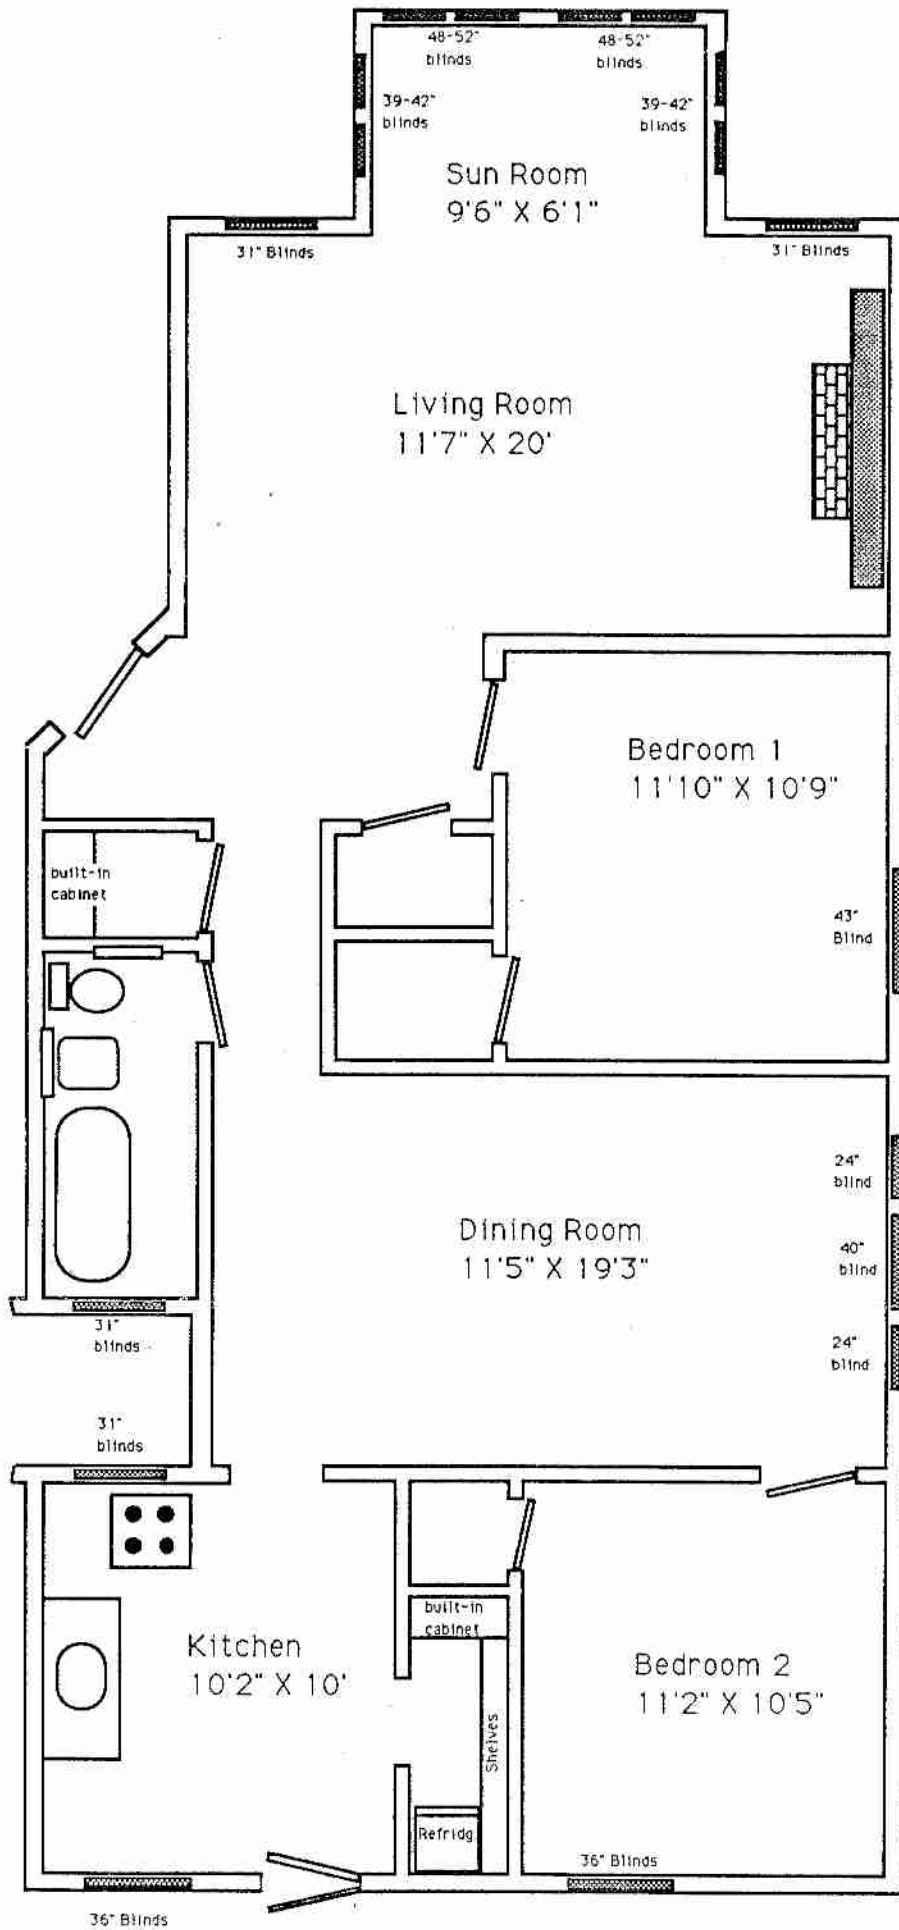 48-52"
blinds
48-52"
blinds
39-42"
blinds
39-42"
blinds
Sun Room
9'6" X 6'1"
31" Blinds
31" Blinds
Living Room
11'7" X 20'
Bedroom 1
11'10" X 10'9"
built-in
cabinet
43"
Blind
24"
blind
Dining Room
11'5" X 19'3"
40"
blind
24"
blind
31"
blinds
31"
blinds
built-in
cabinet
Kitchen
10'2" X 10'
Bedroom 2
11'2" X 10'5"
Shelves
Refridg
36" Blinds
36" Blinds